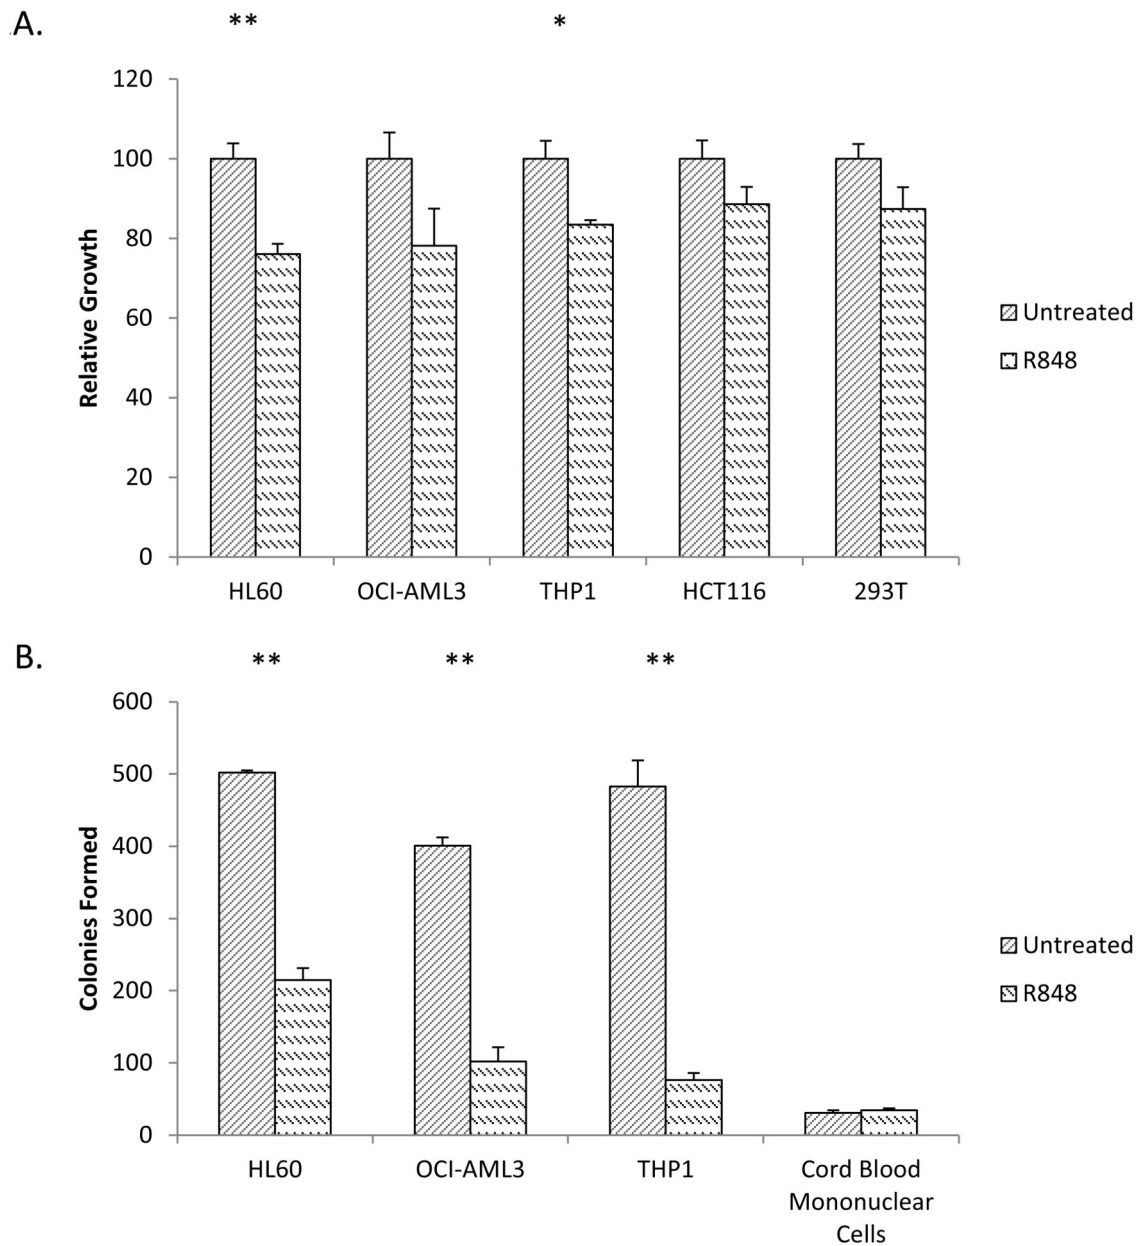 A.
** *
120
100
80
60
40
20
0
Relative Growth
HL60 OCI-AML3 THP1 HCT116 293T
Untreated
R848
B.
** ** **
600
500
400
300
200
100
0
Colonies Formed
HL60 OCI-AML3 THP1 Cord Blood
Mononuclear
Cells
Untreated
R848